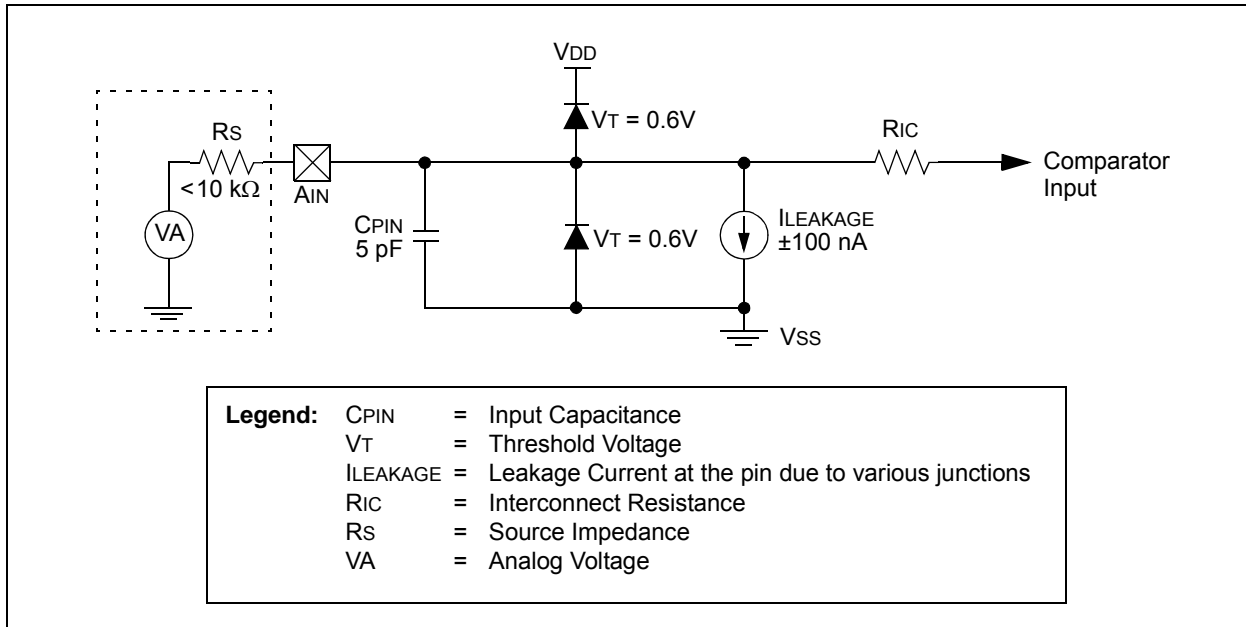 VDD
VT = 0.6V
RIC
RS
<10 kΩ
AIN
Comparator
Input
VA
CPIN
5 pF
VT = 0.6V
ILEAKAGE
±100 nA
VSS
Legend: CPIN = Input Capacitance
VT = Threshold Voltage
ILEAKAGE = Leakage Current at the pin due to various junctions
RIC = Interconnect Resistance
RS = Source Impedance
VA = Analog Voltage